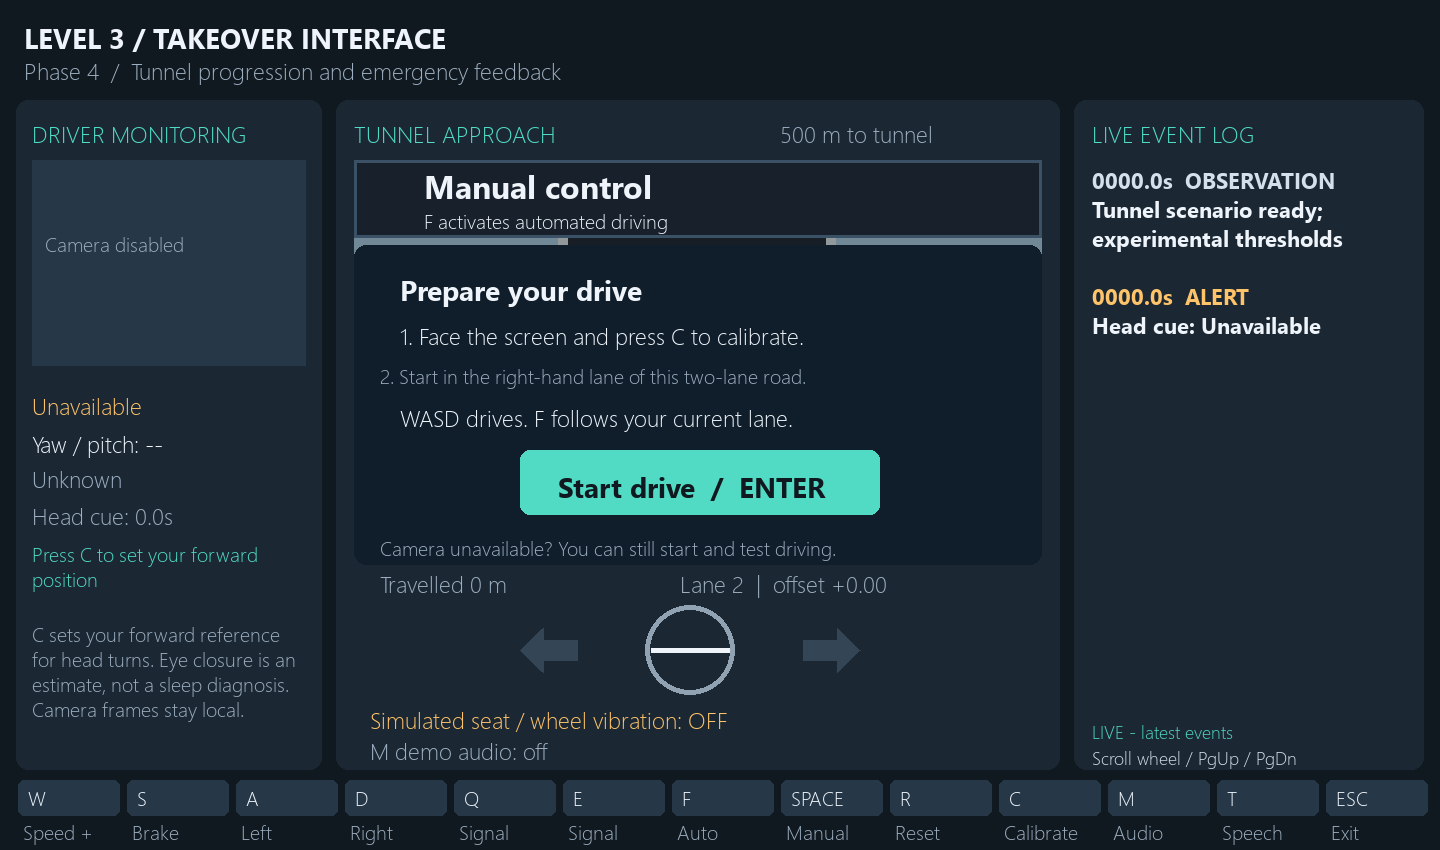 LEVEL 3 / TAKEOVER INTERFACE
Phase 4 / Tunnel progression and emergency feedback
DRIVER MONITORING
Camera disabled
Unavailable
Yaw / pitch: --
Unknown
Head cue: 0.0s
Press C to set your forward
position
C sets your forward reference
for head turns. Eye closure is an
estimate, not a sleep diagnosis.
Camera frames stay local.
TUNNEL APPROACH
500 m to tunnel
Manual control
F activates automated driving
Prepare your drive
1. Face the screen and press C to calibrate.
2. Start in the right-hand lane of this two-lane road.
WASD drives. F follows your current lane.
Start drive / ENTER
Camera unavailable? You can still start and test driving.
Travelled 0 m
Lane 2 | offset +0.00
Simulated seat / wheel vibration: OFF
M demo audio: off
LIVE EVENT LOG
0000.0s OBSERVATION
Tunnel scenario ready;
experimental thresholds
0000.0s ALERT
Head cue: Unavailable
LIVE - latest events
Scroll wheel / PgUp / PgDn
W
Speed +
S
Brake
A
Left
D
Right
Q
Signal
E
Signal
F
Auto
SPACE
Manual
R
Reset
C
Calibrate
M
Audio
T
Speech
ESC
Exit